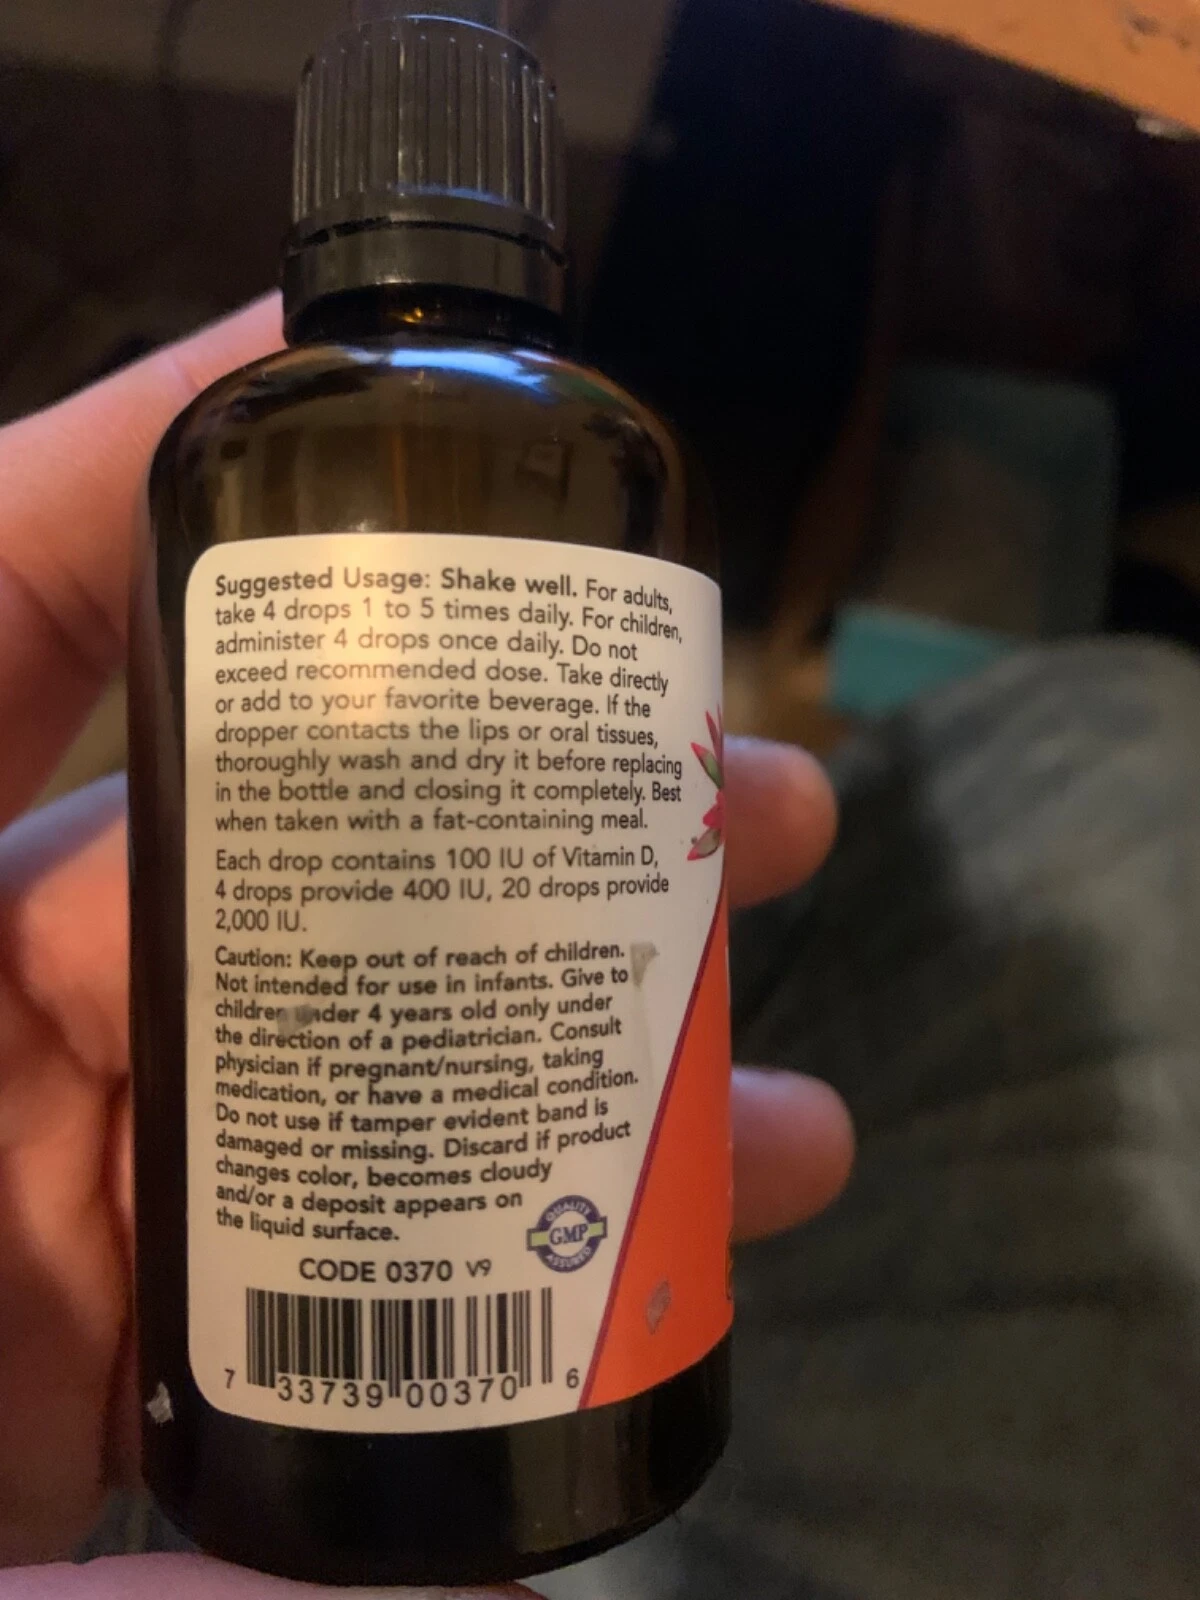 Suggested Usage: Shake well. For adults,
take 4 drops 1 to 5 times daily. For children,
administer 4 drops once daily. Do not
exceed recommended dose. Take directly
or add to your favorite beverage. If the
dropper contacts the lips or oral tissues,
thoroughly wash and dry it before replacing
in the bottle and closing it completely. Best
when taken with a fat-containing meal.
Each drop contains 100 IU of Vitamin D,
4 drops provide 400 IU, 20 drops provide
2,000 IU.
Caution: Keep out of reach of children.
Not intended for use in infants. Give to
children under 4 years old only under
the direction of a pediatrician. Consult
physician if pregnant/nursing, taking
medication, or have a medical condition.
Do not use if tamper evident band is
damaged or missing. Discard if product
changes color, becomes cloudy
and/or a deposit appears on
the liquid surface.
QUALITY
GMP
ASSURED
CODE 0370 V9
7 33739 00370 6